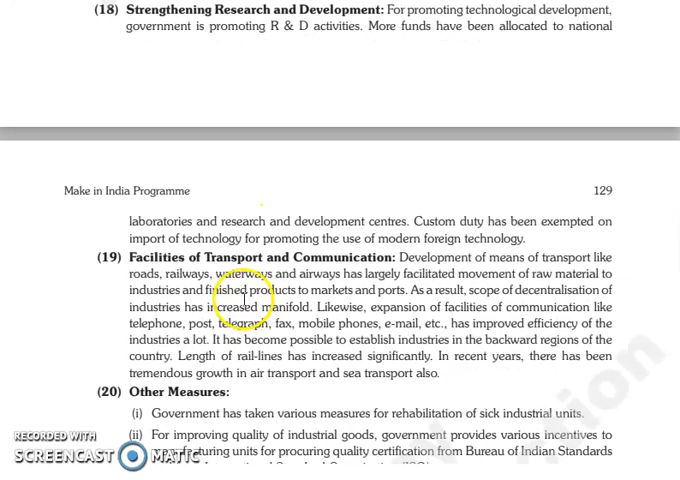 (18) Strengthening Research and Development: For promoting technological development,
government is promoting R & D activities. More funds have been allocated to national
Make in India Programme 129
laboratories and research and development centres. Custom duty has been exempted on
import of technology for promoting the use of modern foreign technology.
(19) Facilities of Transport and Communication: Development of means of transport like
roads, railways, waterways and airways has largely facilitated movement of raw material to
industries and finished products to markets and ports. As a result, scope of decentralisation of
industries has increased manifold. Likewise, expansion of facilities of communication like
telephone, post, telegraph, fax, mobile phones, e-mail, etc., has improved efficiency of the
industries a lot. It has become possible to establish industries in the backward regions of the
country. Length of rail-lines has increased significantly. In recent years, there has been
tremendous growth in air transport and sea transport also.
(20) Other Measures:
(i) Government has taken various measures for rehabilitation of sick industrial units.
(ii) For improving quality of industrial goods, government provides various incentives to
units for procuring quality certification from Bureau of Indian Standards
RECORDED WITH
SCREENCAST MATIC